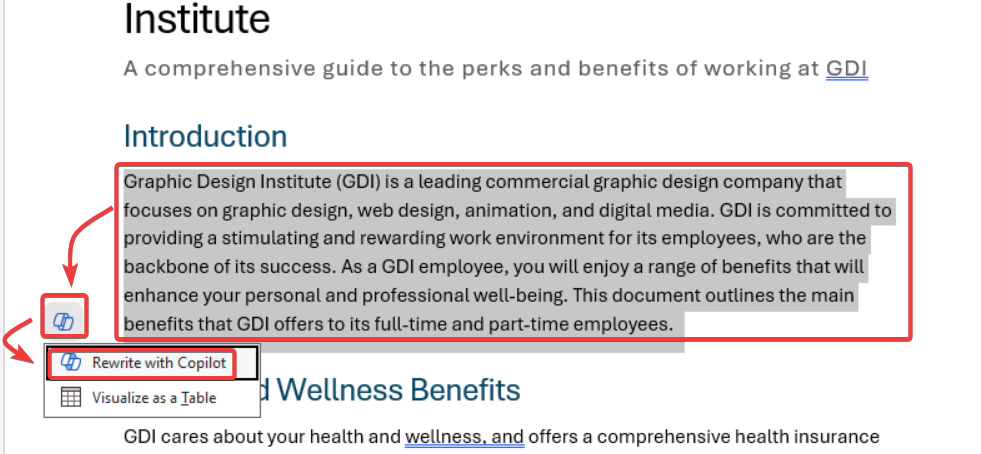 Institute
A comprehensive guide to the perks and benefits of working at GDI
Introduction
Graphic Design Institute (GDI) is a leading commercial graphic design company that
focuses on graphic design, web design, animation, and digital media. GDI is committed to
providing a stimulating and rewarding work environment for its employees, who are the
backbone of its success. As a GDI employee, you will enjoy a range of benefits that will
enhance your personal and professional well-being. This document outlines the main
benefits that GDI offers to its full-time and part-time employees.
Rewrite with Copilot
Visualize as a Table
d Wellness Benefits
GDI cares about your health and wellness, and offers a comprehensive health insurance